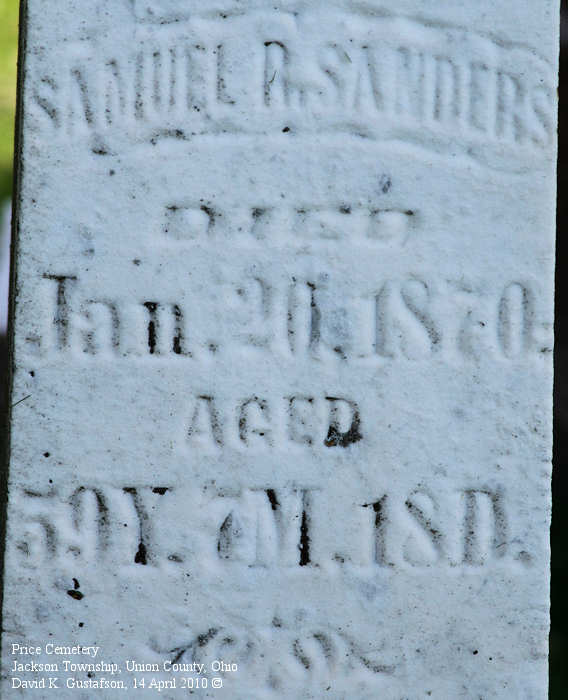 SAMUEL R. SANDERS
DIED
Jan. 20, 1870.
AGED
59Y. 7M. 18D.
Price Cemetery
Jackson Township, Union County, Ohio
David K. Gustafson, 14 April 2010 ©